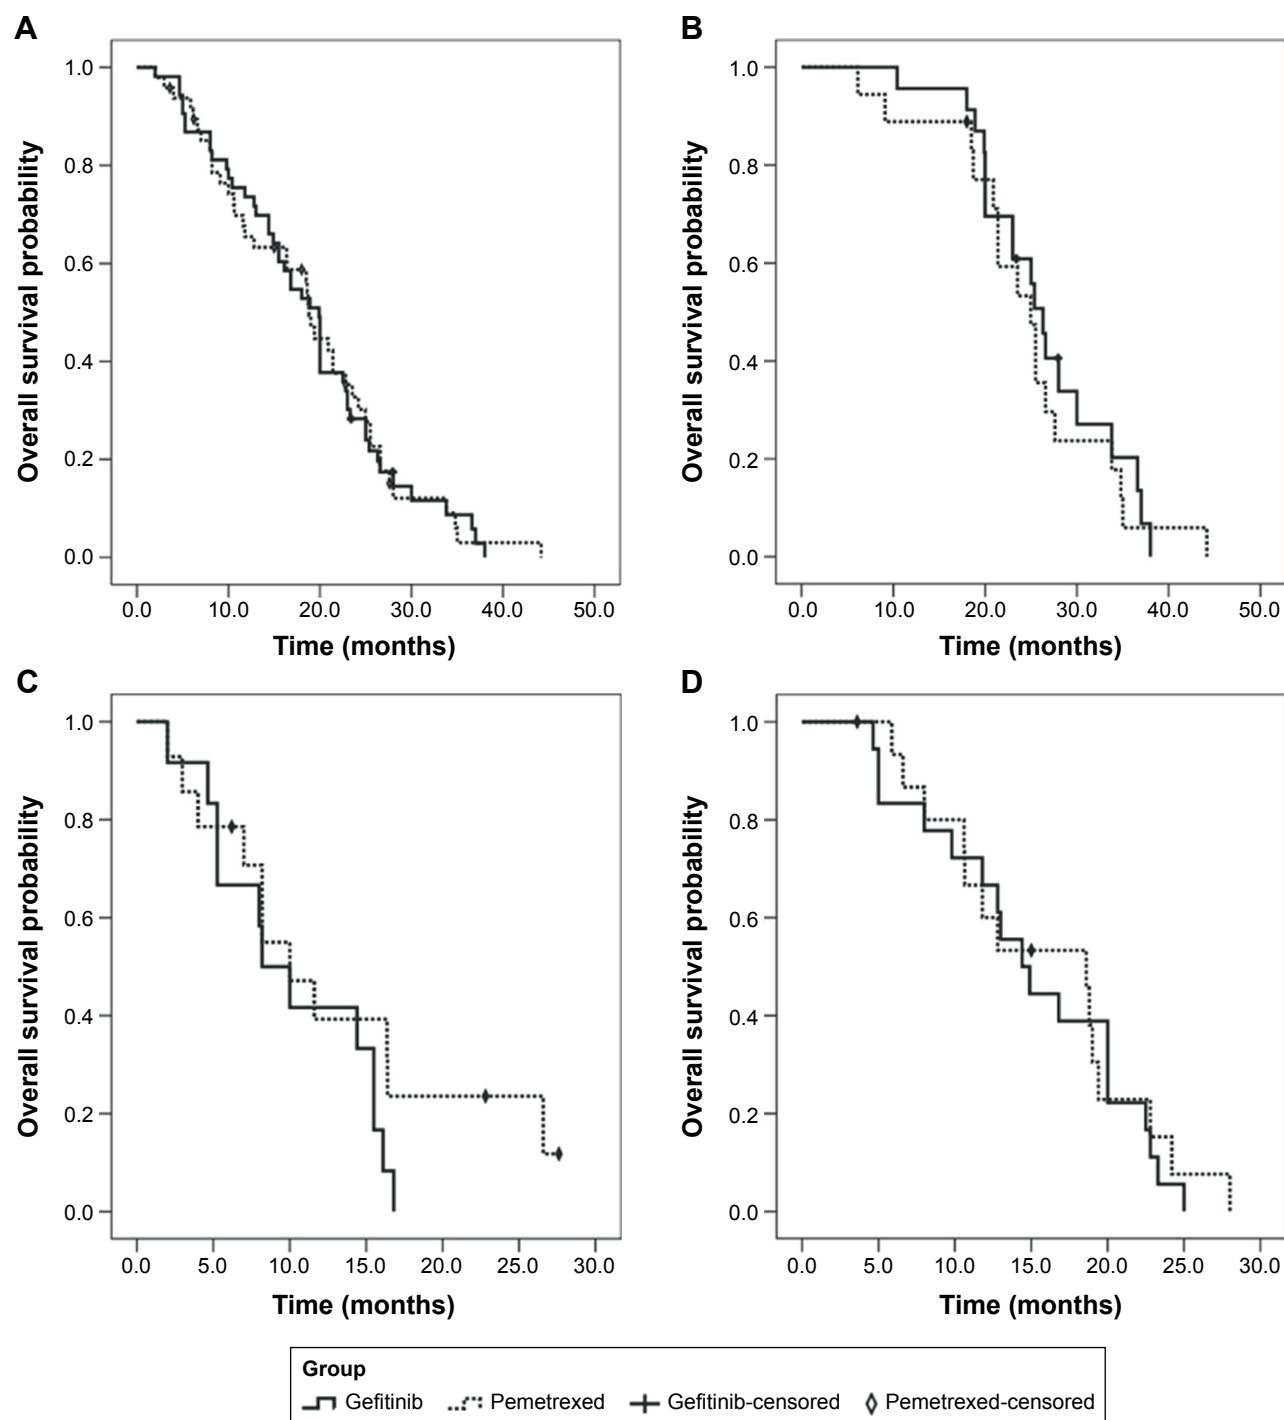 A
B
1.0
0.8
0.6
0.4
0.2
0.0
Overall survival probability
0.0 10.0 20.0 30.0 40.0 50.0
Time (months)
1.0
0.8
0.6
0.4
0.2
0.0
Overall survival probability
0.0 10.0 20.0 30.0 40.0 50.0
Time (months)
C
D
1.0
0.8
0.6
0.4
0.2
0.0
Overall survival probability
0.0 5.0 10.0 15.0 20.0 25.0 30.0
Time (months)
1.0
0.8
0.6
0.4
0.2
0.0
Overall survival probability
0.0 5.0 10.0 15.0 20.0 25.0 30.0
Time (months)
Group
Gefitinib Pemetrexed Gefitinib-censored Pemetrexed-censored